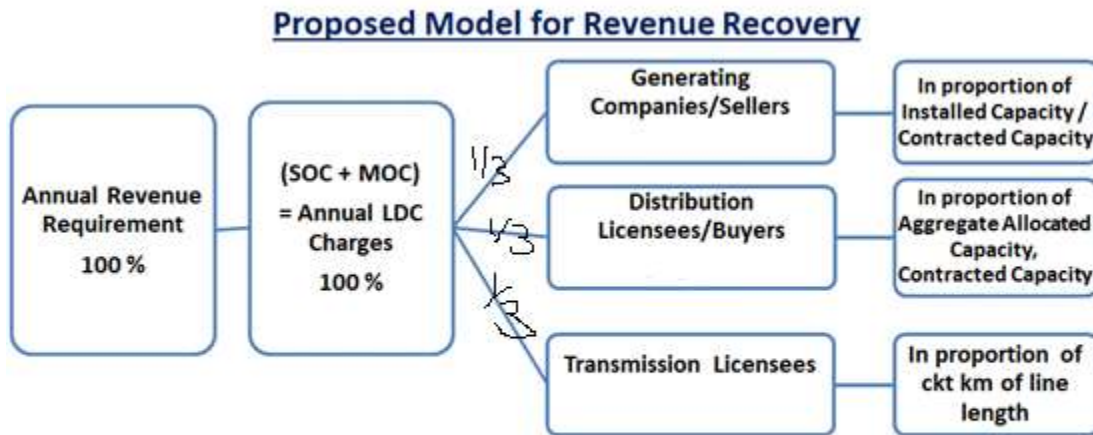 Proposed Model for Revenue Recovery
Annual Revenue
Requirement
100 %
(SOC + MOC)
= Annual LDC
Charges
100 %
1/3
1/3
1/3
Generating
Companies/Sellers
In proportion of
Installed Capacity /
Contracted Capacity
Distribution
Licensees/Buyers
In proportion of
Aggregate Allocated
Capacity,
Contracted Capacity
Transmission Licensees
In proportion of
ckt km of line
length